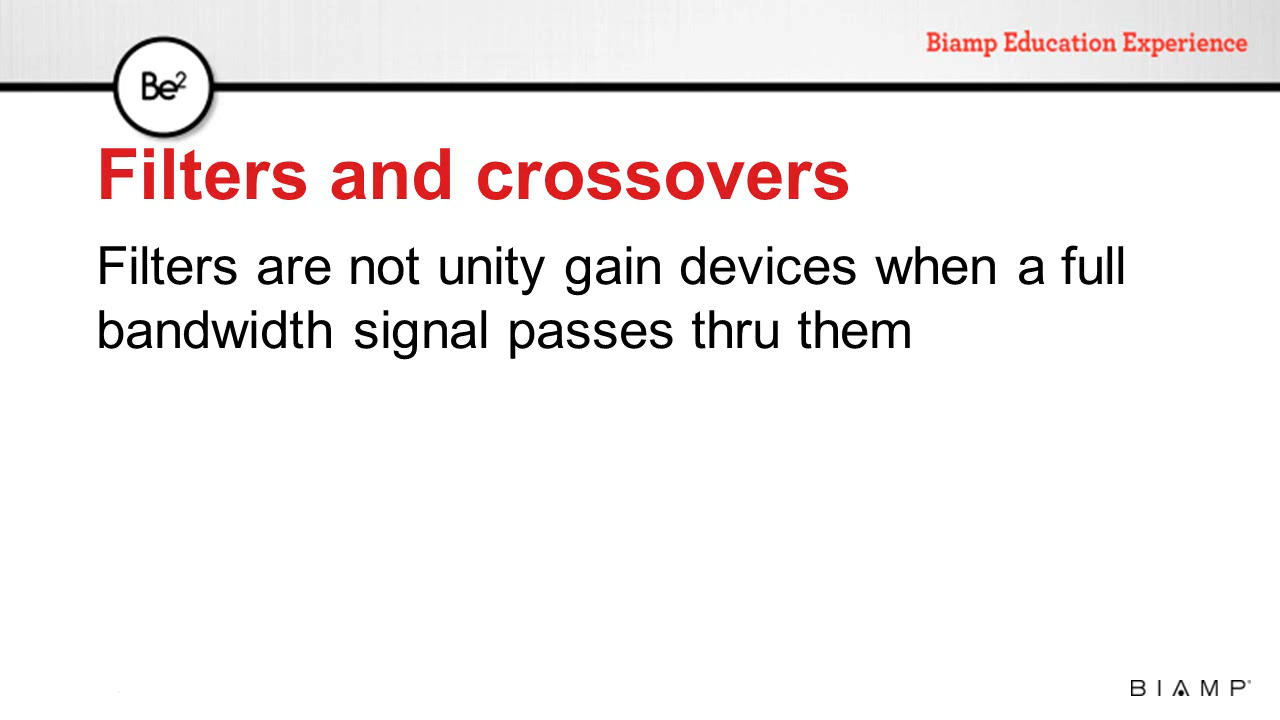 Biamp Education Experience
Be²
Filters and crossovers
Filters are not unity gain devices when a full
bandwidth signal passes thru them
BIAMP®